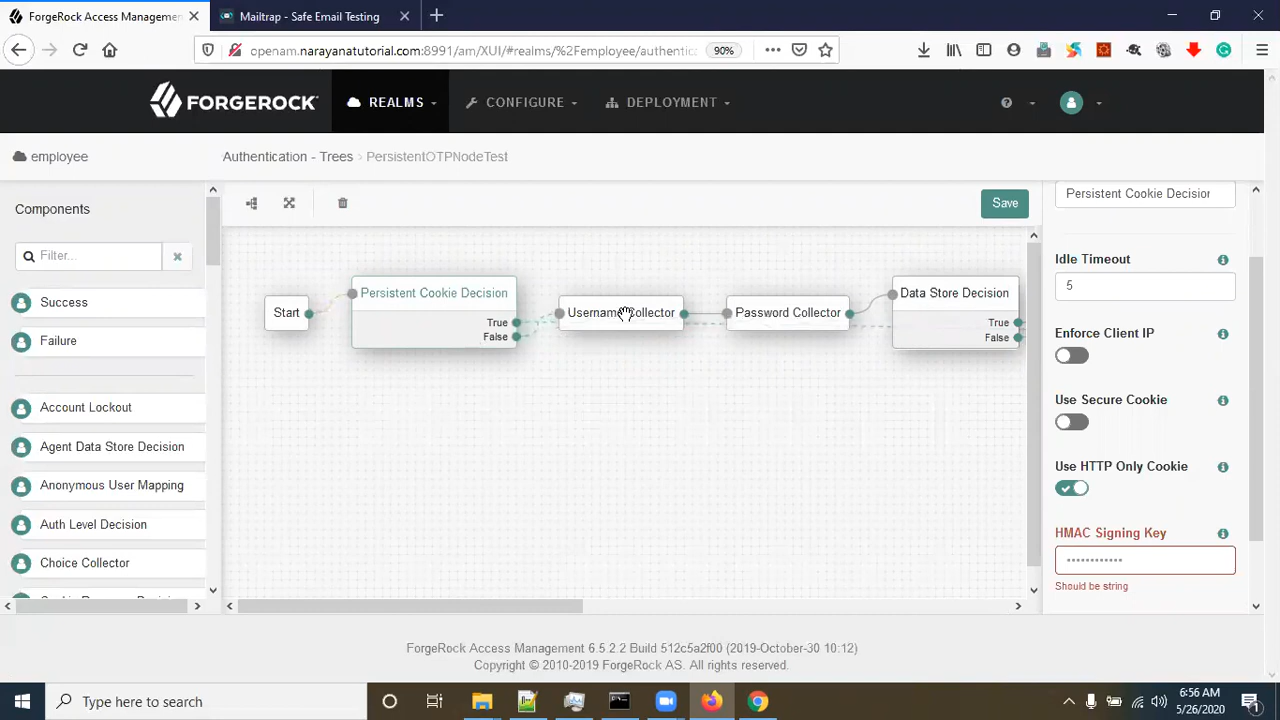 ForgeRock Access Managemen
Mailtrap - Safe Email Testing
openam.narayanatutorial.com:8991/am/XUI/#realms/%2Femployee/authentic
90%
FORGEROCK
REALMS
CONFIGURE
DEPLOYMENT
employee
Authentication - Trees > PersistentOTPNodeTest
Components
Filter...
Success
Failure
Account Lockout
Agent Data Store Decision
Anonymous User Mapping
Auth Level Decision
Choice Collector
Save
Start
Persistent Cookie Decision
True
False
Username Collector
Password Collector
Data Store Decision
True
False
Persistent Cookie Decision
Idle Timeout
5
Enforce Client IP
Use Secure Cookie
Use HTTP Only Cookie
HMAC Signing Key
Should be string
ForgeRock Access Management 6.5.2.2 Build 512c5a2f00 (2019-October-30 10:12)
Copyright © 2010-2019 ForgeRock AS. All rights reserved.
Type here to search
6:56 AM
5/26/2020